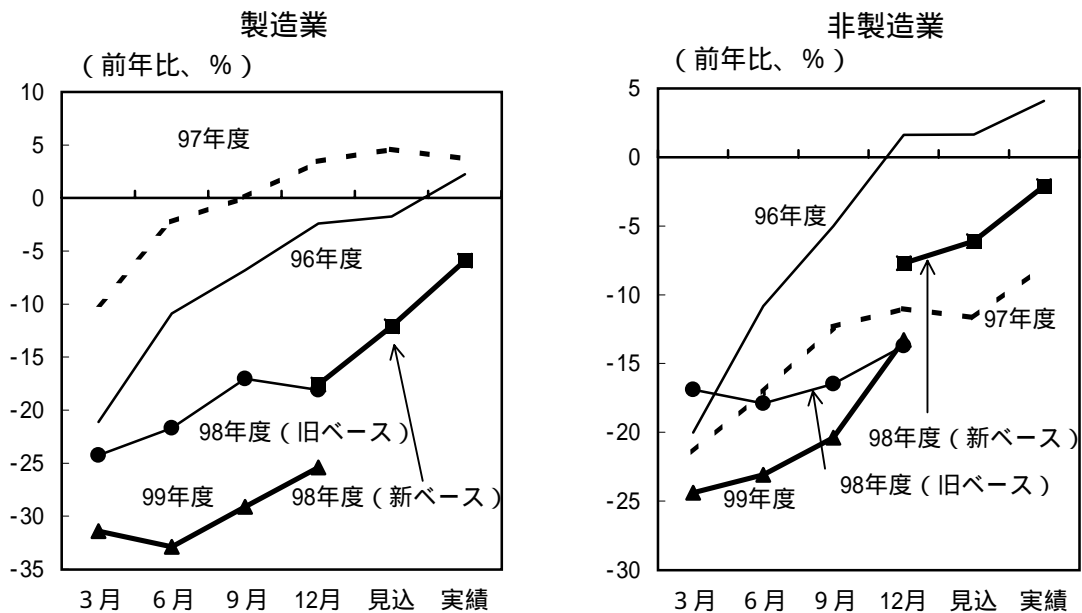 製造業
（前年比、％）
10
5
0
-5
-10
-15
-20
-25
-30
-35
97年度
96年度
98年度（旧ベース）
99年度
98年度（新ベース）
3月 6月 9月 12月 見込 実績
非製造業
（前年比、％）
5
0
-5
-10
-15
-20
-25
-30
96年度
97年度
98年度（新ベース）
98年度（旧ベース）
99年度
3月 6月 9月 12月 見込 実績